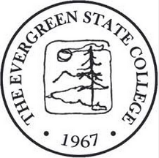 THE EVERGREEN STATE COLLEGE
· 1967 ·